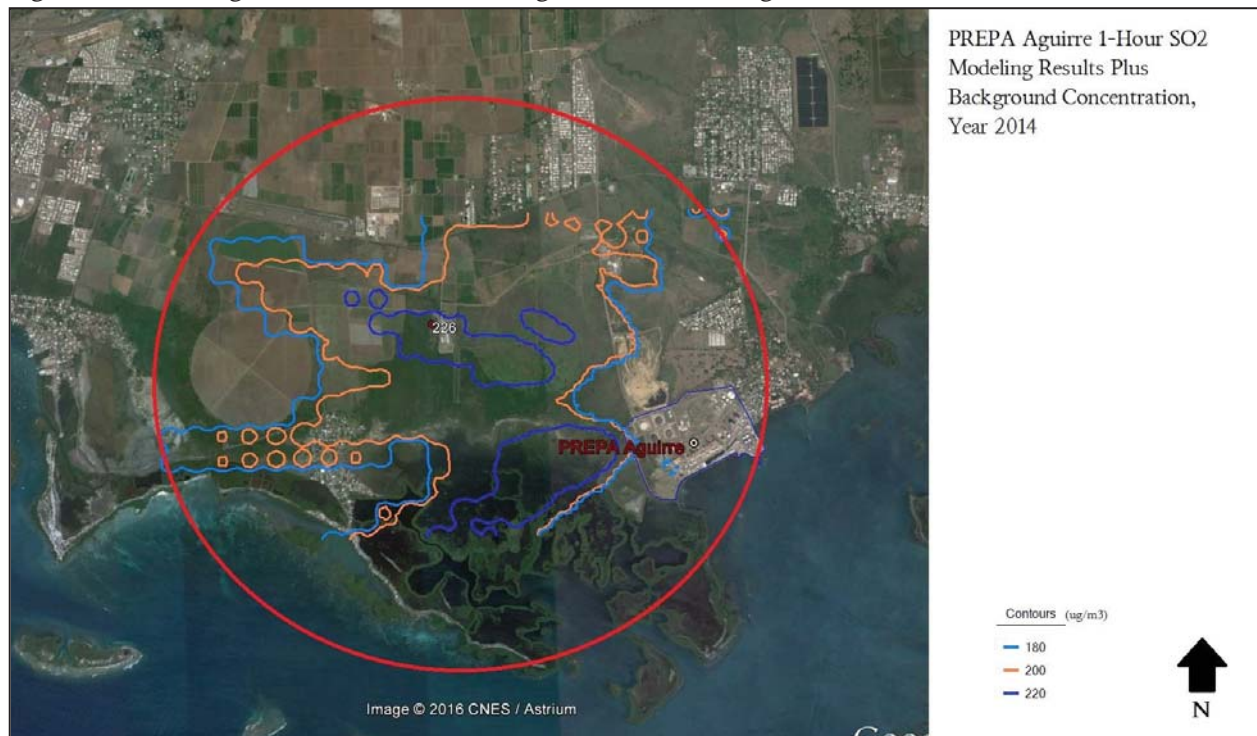 PREPA Aguirre 1-Hour SO2
Modeling Results Plus
Background Concentration,
Year 2014
226
PREPA Aguirre
Contours (ug/m3)
180
200
220
N
Image © 2016 CNES / Astrium